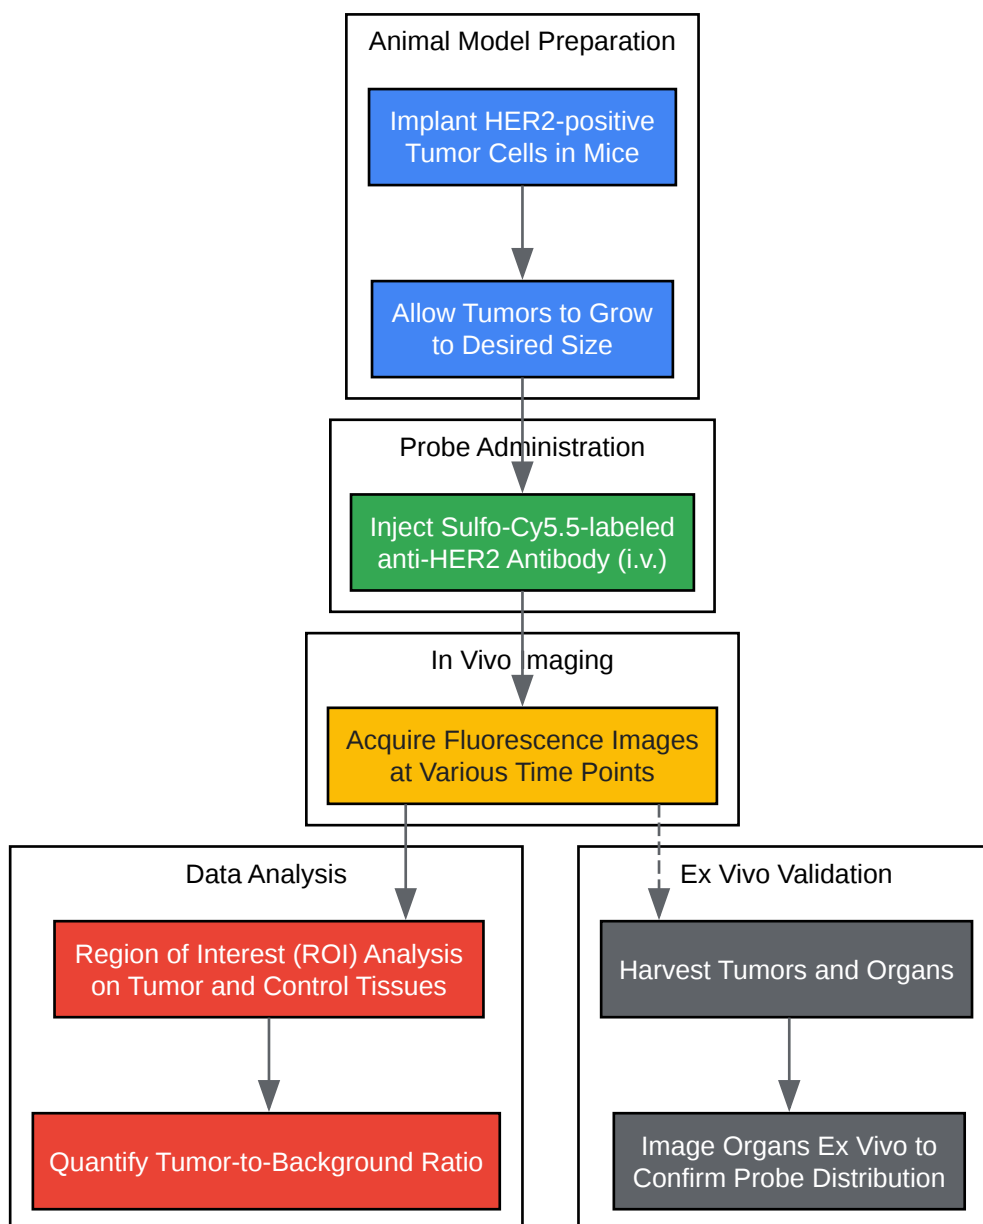 Animal Model Preparation
Implant HER2-positive
Tumor Cells in Mice
Allow Tumors to Grow
to Desired Size
Probe Administration
Inject Sulfo-Cy5.5-labeled
anti-HER2 Antibody (i.v.)
In Vivo Imaging
Acquire Fluorescence Images
at Various Time Points
Data Analysis
Region of Interest (ROI) Analysis
on Tumor and Control Tissues
Quantify Tumor-to-Background Ratio
Ex Vivo Validation
Harvest Tumors and Organs
Image Organs Ex Vivo to
Confirm Probe Distribution